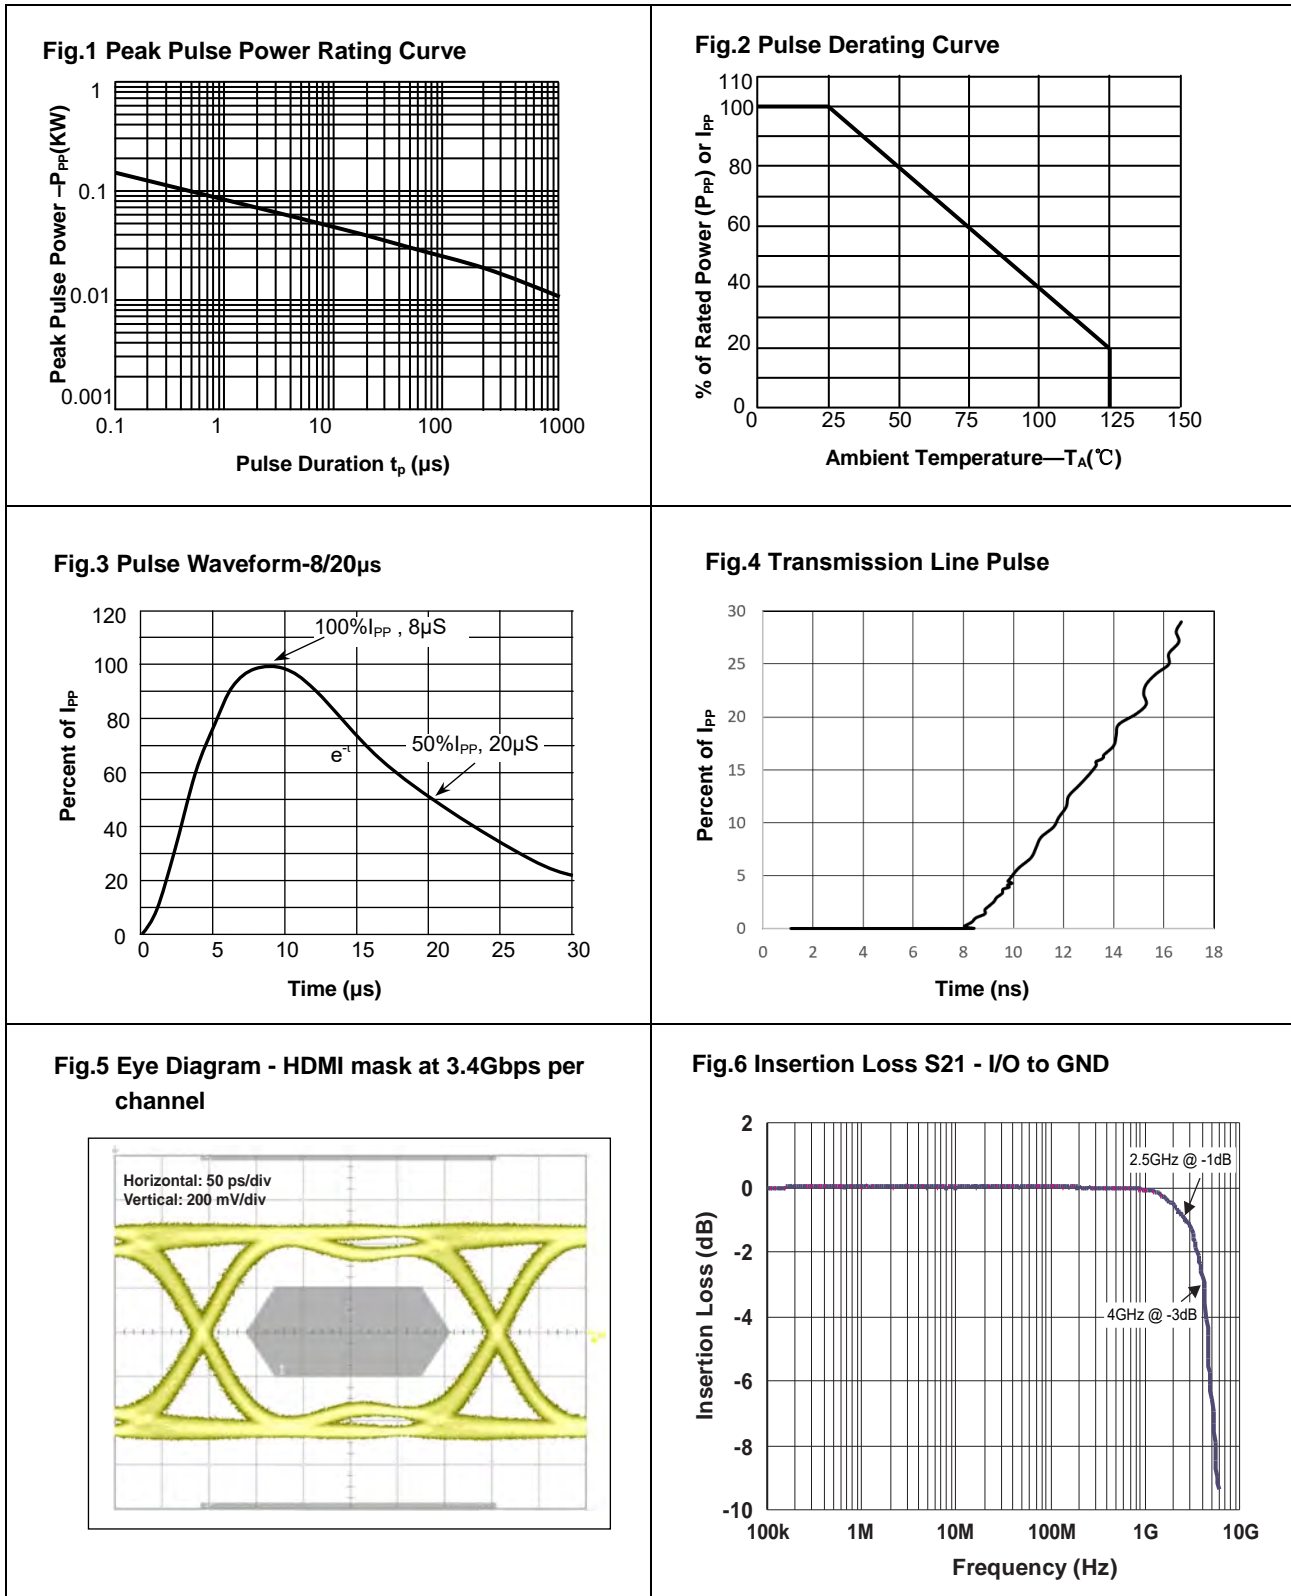 Fig.1 Peak Pulse Power Rating Curve
Peak Pulse Power –PPP(KW)
1
0.1
0.01
0.001
0.1 1 10 100 1000
Pulse Duration tp (µs)
Fig.2 Pulse Derating Curve
% of Rated Power (PPP) or IPP
110
100
80
60
40
20
0
25 50 75 100 125 150
Ambient Temperature—TA(℃)
Fig.3 Pulse Waveform-8/20µs
Percent of IPP
120
100
80
60
40
20
0
0 5 10 15 20 25 30
100%IPP , 8µS
e-t
50%IPP, 20µS
Time (µs)
Fig.4 Transmission Line Pulse
Percent of IPP
30
25
20
15
10
5
0
0 2 4 6 8 10 12 14 16 18
Time (ns)
Fig.5 Eye Diagram - HDMI mask at 3.4Gbps per
channel
Horizontal: 50 ps/div
Vertical: 200 mV/div
Fig.6 Insertion Loss S21 - I/O to GND
Insertion Loss (dB)
2
0
-2
-4
-6
-8
-10
2.5GHz @ -1dB
4GHz @ -3dB
100k 1M 10M 100M 1G 10G
Frequency (Hz)